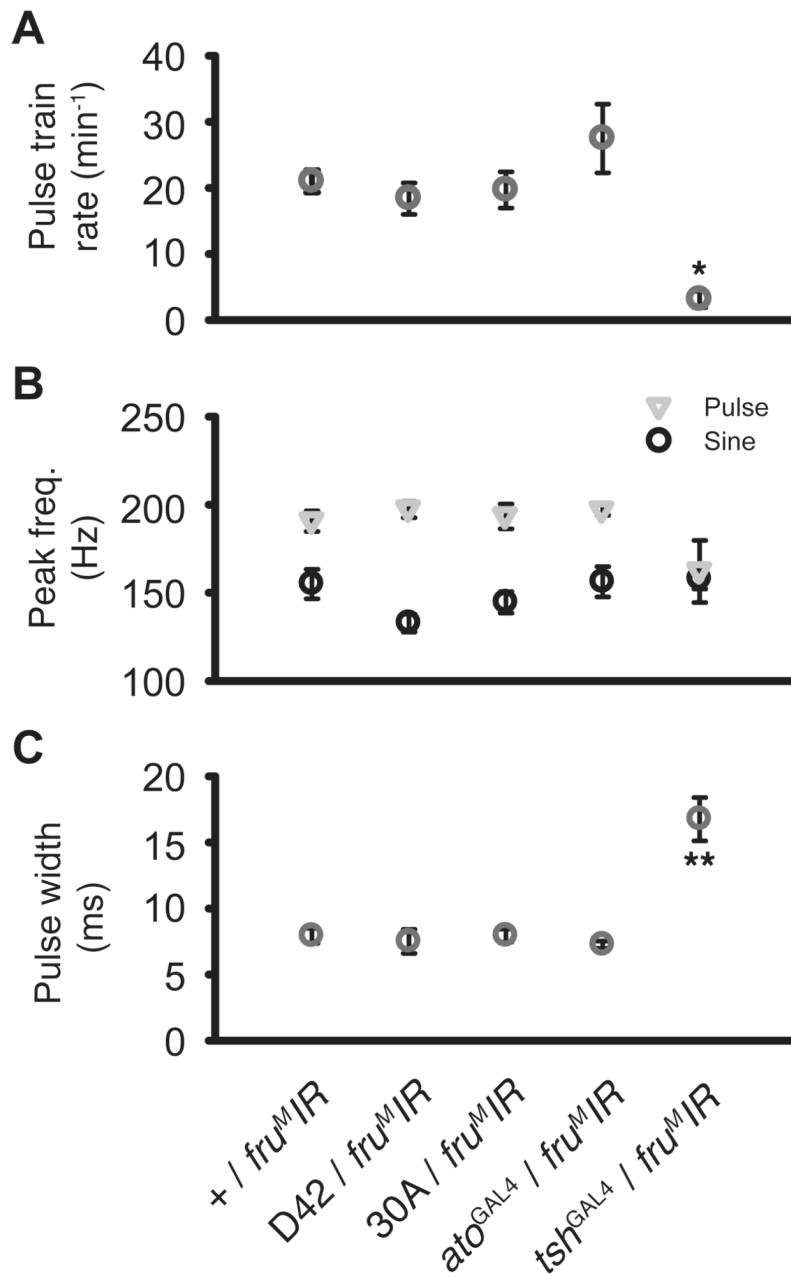 A
Pulse train
rate (min⁻¹)
40
30
20
10
0
*
B
Peak freq.
(Hz)
250
200
150
100
Pulse
Sine
C
Pulse width
(ms)
20
15
10
5
0
**
+ / fruᴹIR
D42 / fruᴹIR
30A / fruᴹIR
atoᴳᴬᴸ⁴ / fruᴹIR
tshᴳᴬᴸ⁴ / fruᴹIR